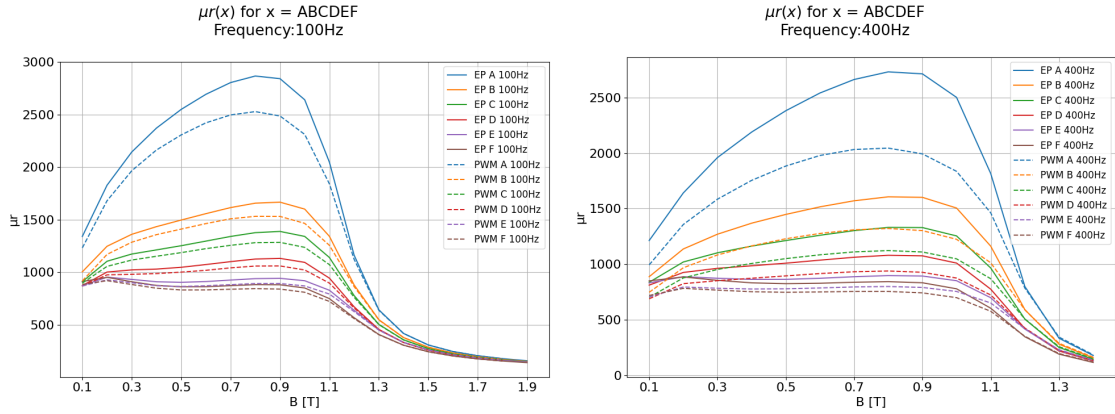 μr(x) for x = ABCDEF
Frequency:100Hz
3000
2500
2000
1500
1000
500
μr
0.1 0.3 0.5 0.7 0.9 1.1 1.3 1.5 1.7 1.9
B [T]
EP A 100Hz
EP B 100Hz
EP C 100Hz
EP D 100Hz
EP E 100Hz
EP F 100Hz
PWM A 100Hz
PWM B 100Hz
PWM C 100Hz
PWM D 100Hz
PWM E 100Hz
PWM F 100Hz
μr(x) for x = ABCDEF
Frequency:400Hz
2500
2000
1500
1000
500
0
μr
0.1 0.3 0.5 0.7 0.9 1.1 1.3
B [T]
EP A 400Hz
EP B 400Hz
EP C 400Hz
EP D 400Hz
EP E 400Hz
EP F 400Hz
PWM A 400Hz
PWM B 400Hz
PWM C 400Hz
PWM D 400Hz
PWM E 400Hz
PWM F 400Hz